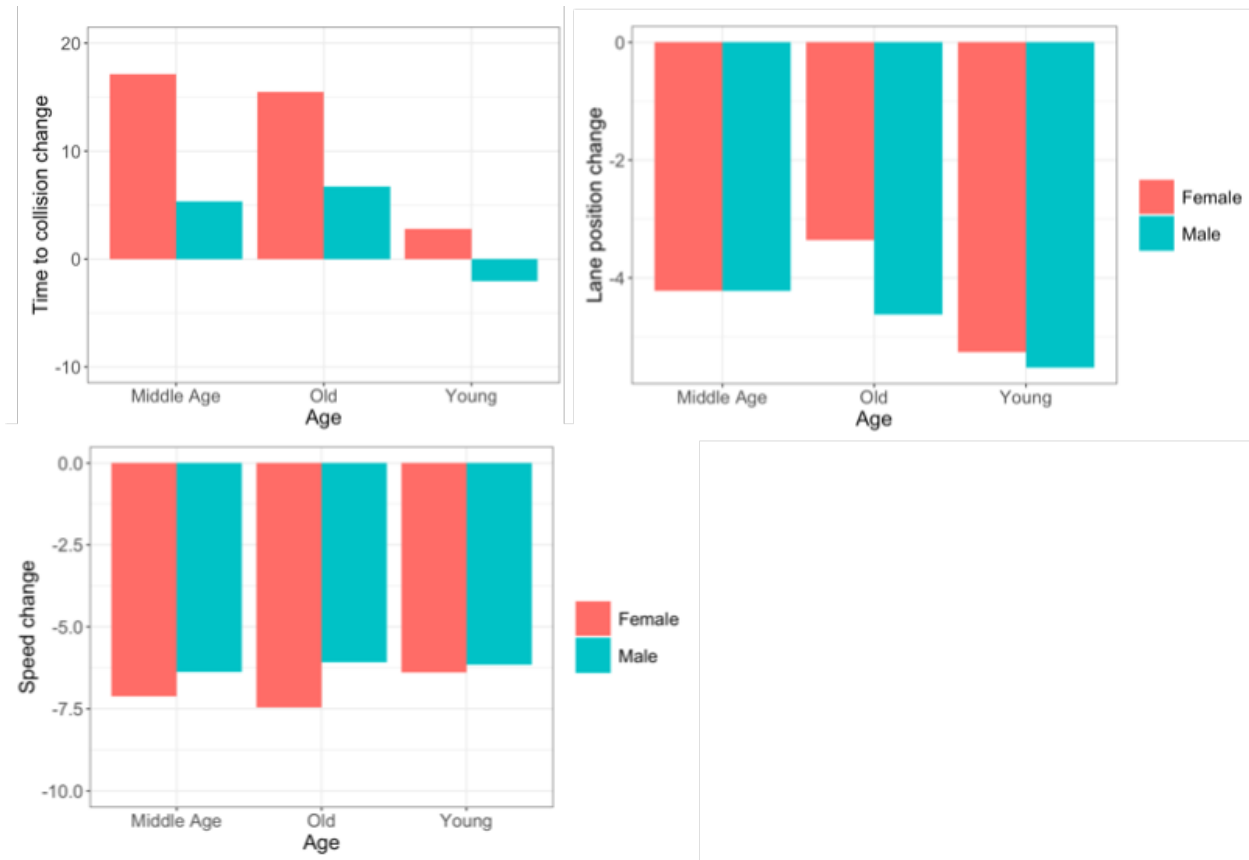 Time to collision change
20
10
0
-10
Middle Age Old Young
Age
Lane position change
0
-2
-4
Middle Age Old Young
Age
Female
Male
Speed change
0.0
-2.5
-5.0
-7.5
-10.0
Middle Age Old Young
Age
Female
Male